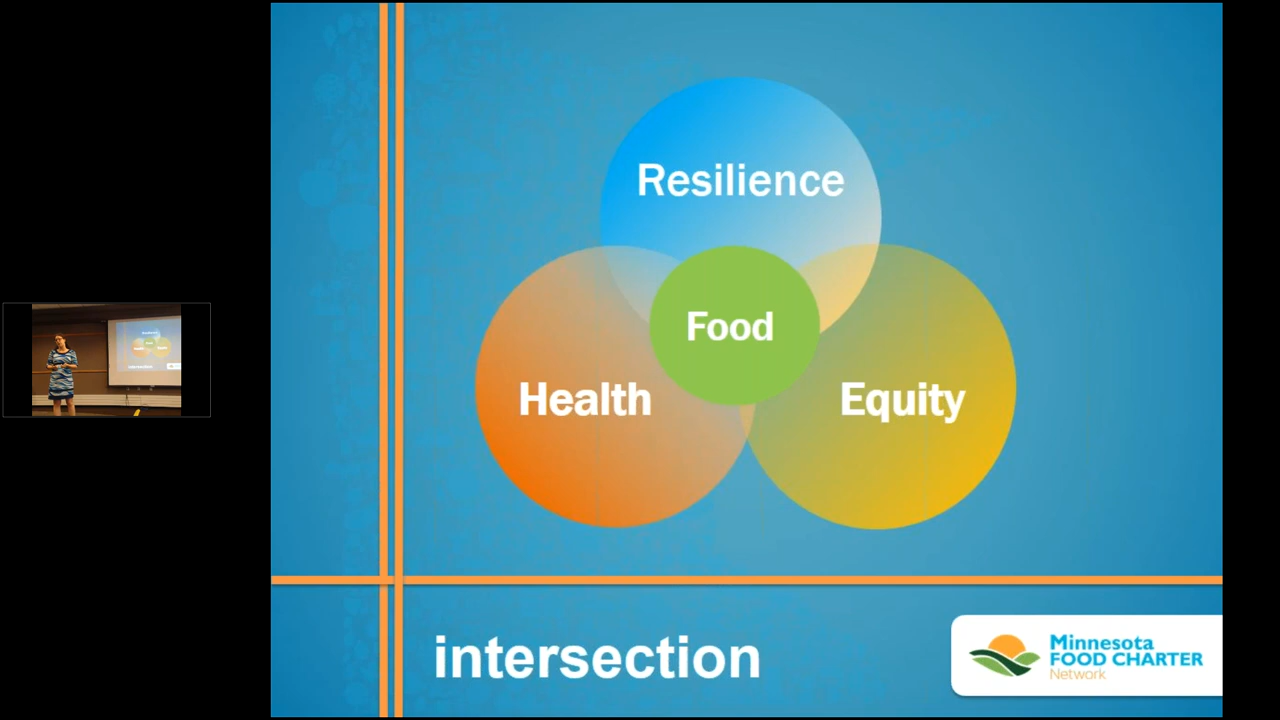 Resilience
Food
Health
Equity
intersection
Minnesota
FOOD CHARTER
Network